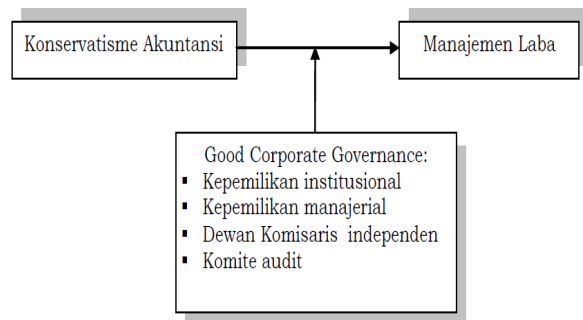 Konservatisme Akuntansi
Manajemen Laba
Good Corporate Governance:
▪ Kepemilikan institusional
▪ Kepemilikan manajerial
▪ Dewan Komisaris independen
▪ Komite audit